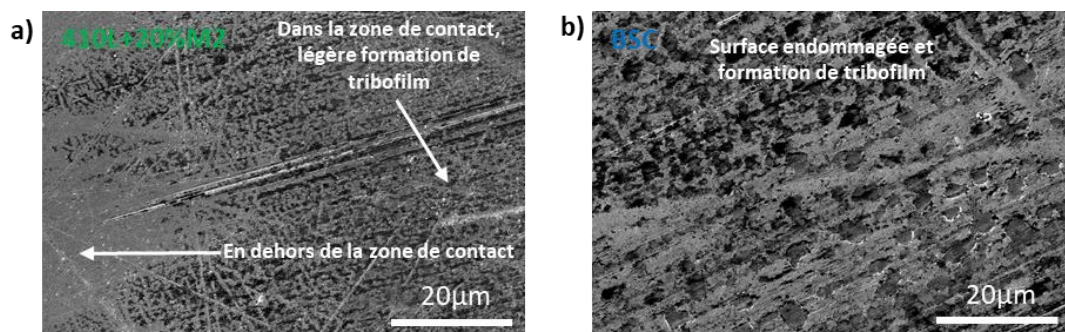 a)
410L+20%M2
Dans la zone de contact,
légère formation de
tribofilm
En dehors de la zone de contact
20µm
b)
BSC
Surface endommagée et
formation de tribofilm
20µm